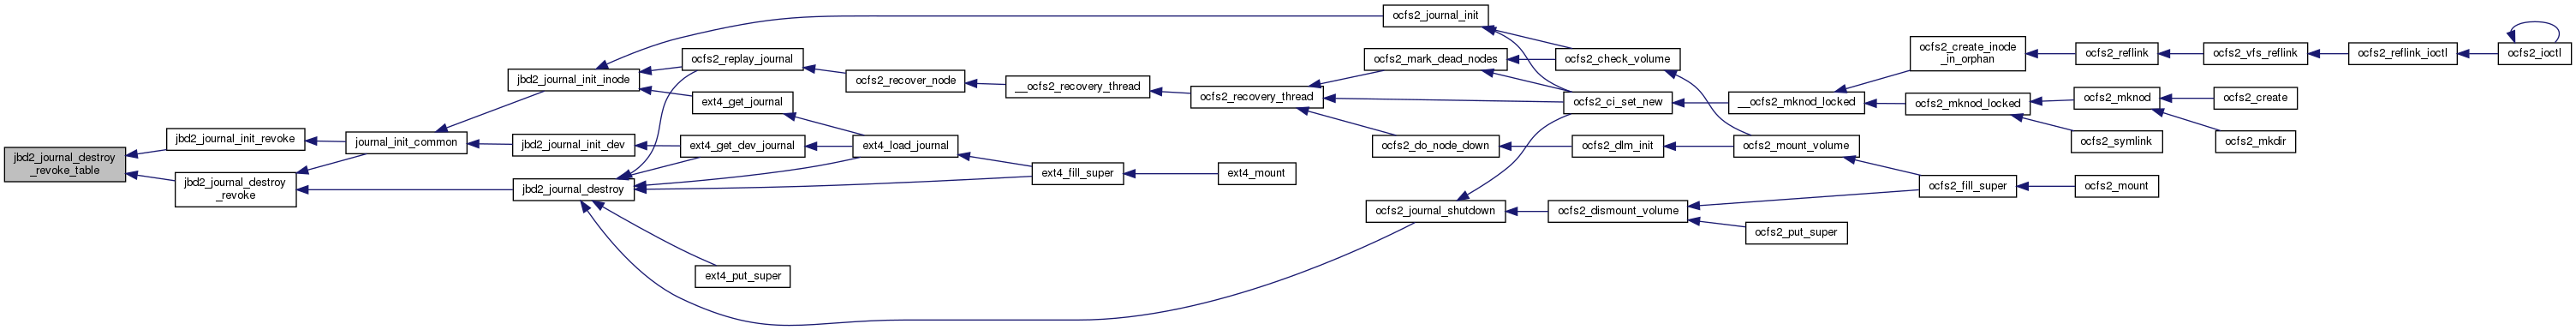 jbd2_journal_destroy
_revoke_table
jbd2_journal_init_revoke
jbd2_journal_destroy
_revoke
journal_init_common
jbd2_journal_init_inode
jbd2_journal_init_dev
jbd2_journal_destroy
ocfs2_replay_journal
ext4_get_journal
ext4_get_dev_journal
ext4_put_super
ocfs2_recover_node
ext4_load_journal
__ocfs2_recovery_thread
ext4_fill_super
ocfs2_recovery_thread
ext4_mount
ocfs2_journal_init
ocfs2_mark_dead_nodes
ocfs2_do_node_down
ocfs2_journal_shutdown
ocfs2_check_volume
ocfs2_ci_set_new
ocfs2_dlm_init
ocfs2_dismount_volume
__ocfs2_mknod_locked
ocfs2_mount_volume
ocfs2_put_super
ocfs2_create_inode
_in_orphan
ocfs2_mknod_locked
ocfs2_fill_super
ocfs2_reflink
ocfs2_mknod
ocfs2_symlink
ocfs2_mount
ocfs2_vfs_reflink
ocfs2_create
ocfs2_mkdir
ocfs2_reflink_ioctl
ocfs2_ioctl